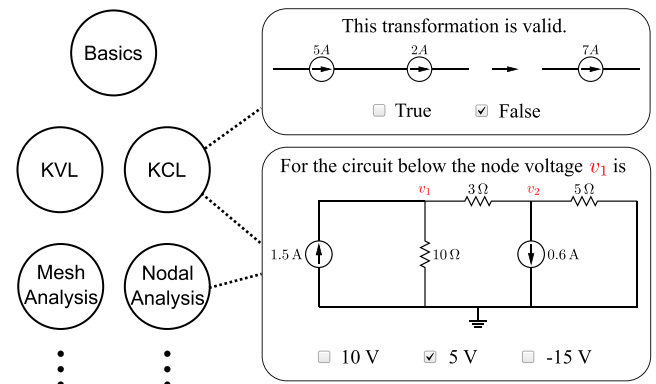 Basics
KVL
KCL
Mesh
Analysis
Nodal
Analysis
This transformation is valid.
5A
2A
7A
True
False
For the circuit below the node voltage v₁ is
v₁
3 Ω
v₂
5 Ω
1.5 A
10 Ω
0.6 A
10 V
5 V
-15 V